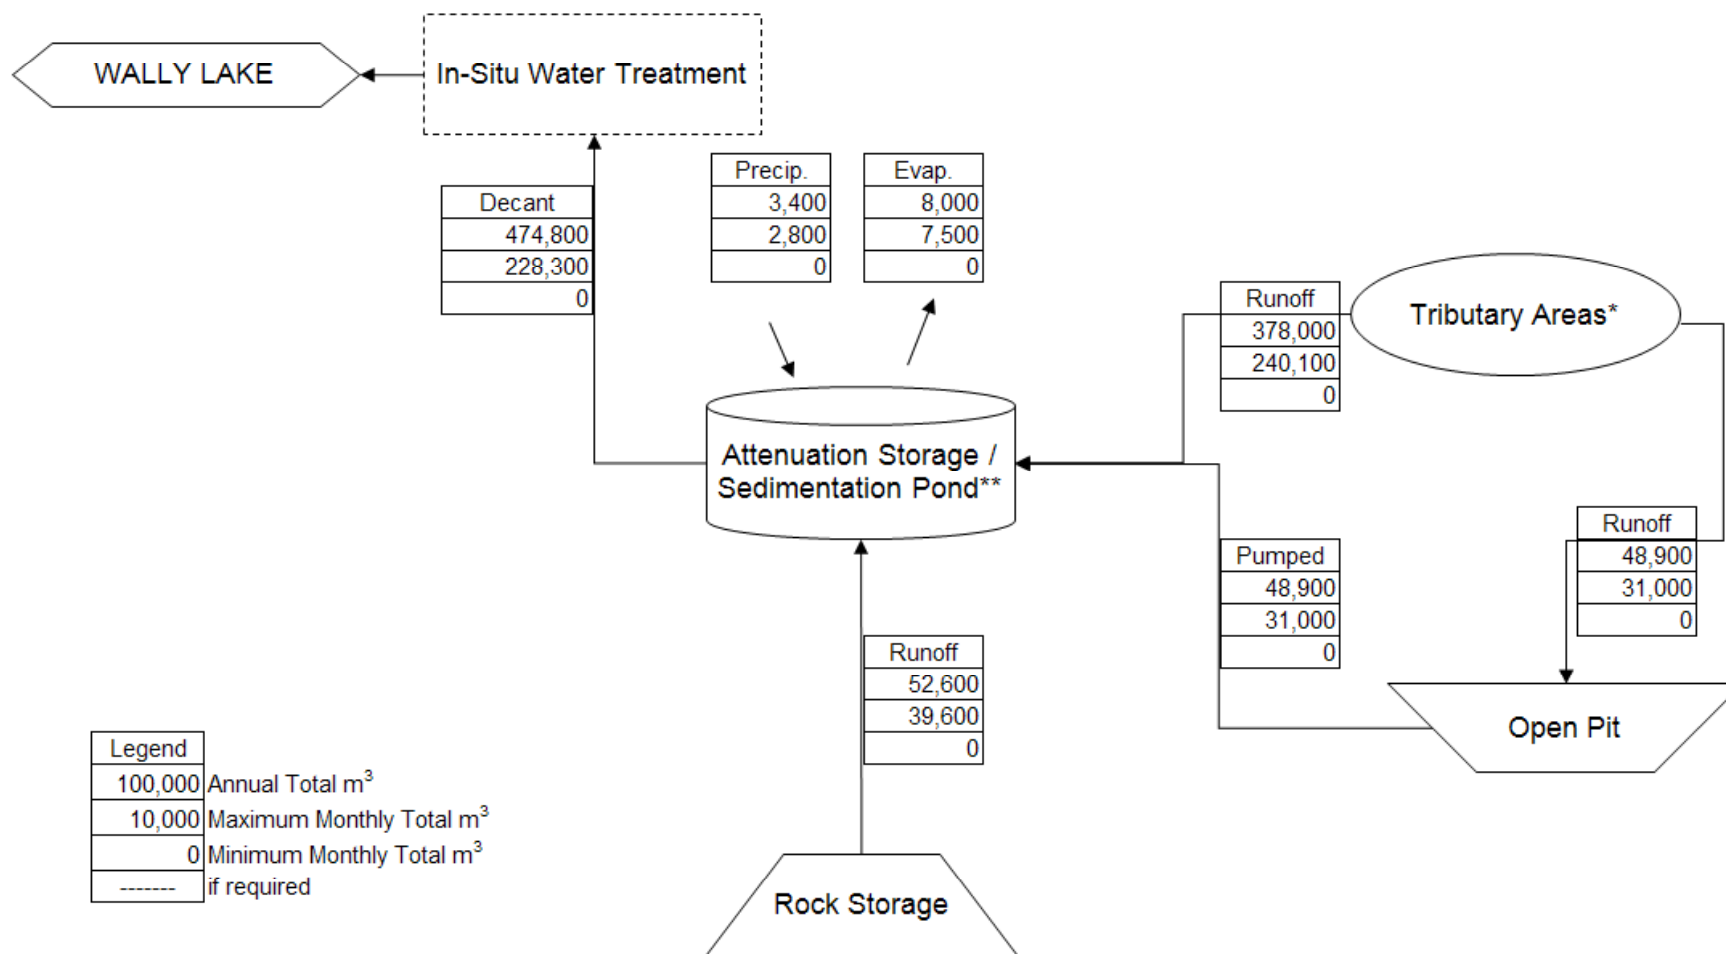 WALLY LAKE
In-Situ Water Treatment
Decant
474,800
228,300
0
Precip.
3,400
2,800
0
Evap.
8,000
7,500
0
Runoff
378,000
240,100
0
Tributary Areas*
Attenuation Storage /
Sedimentation Pond**
Pumped
48,900
31,000
0
Runoff
48,900
31,000
0
Open Pit
Runoff
52,600
39,600
0
Rock Storage
Legend
100,000 Annual Total m³
10,000 Maximum Monthly Total m³
0 Minimum Monthly Total m³
------- if required